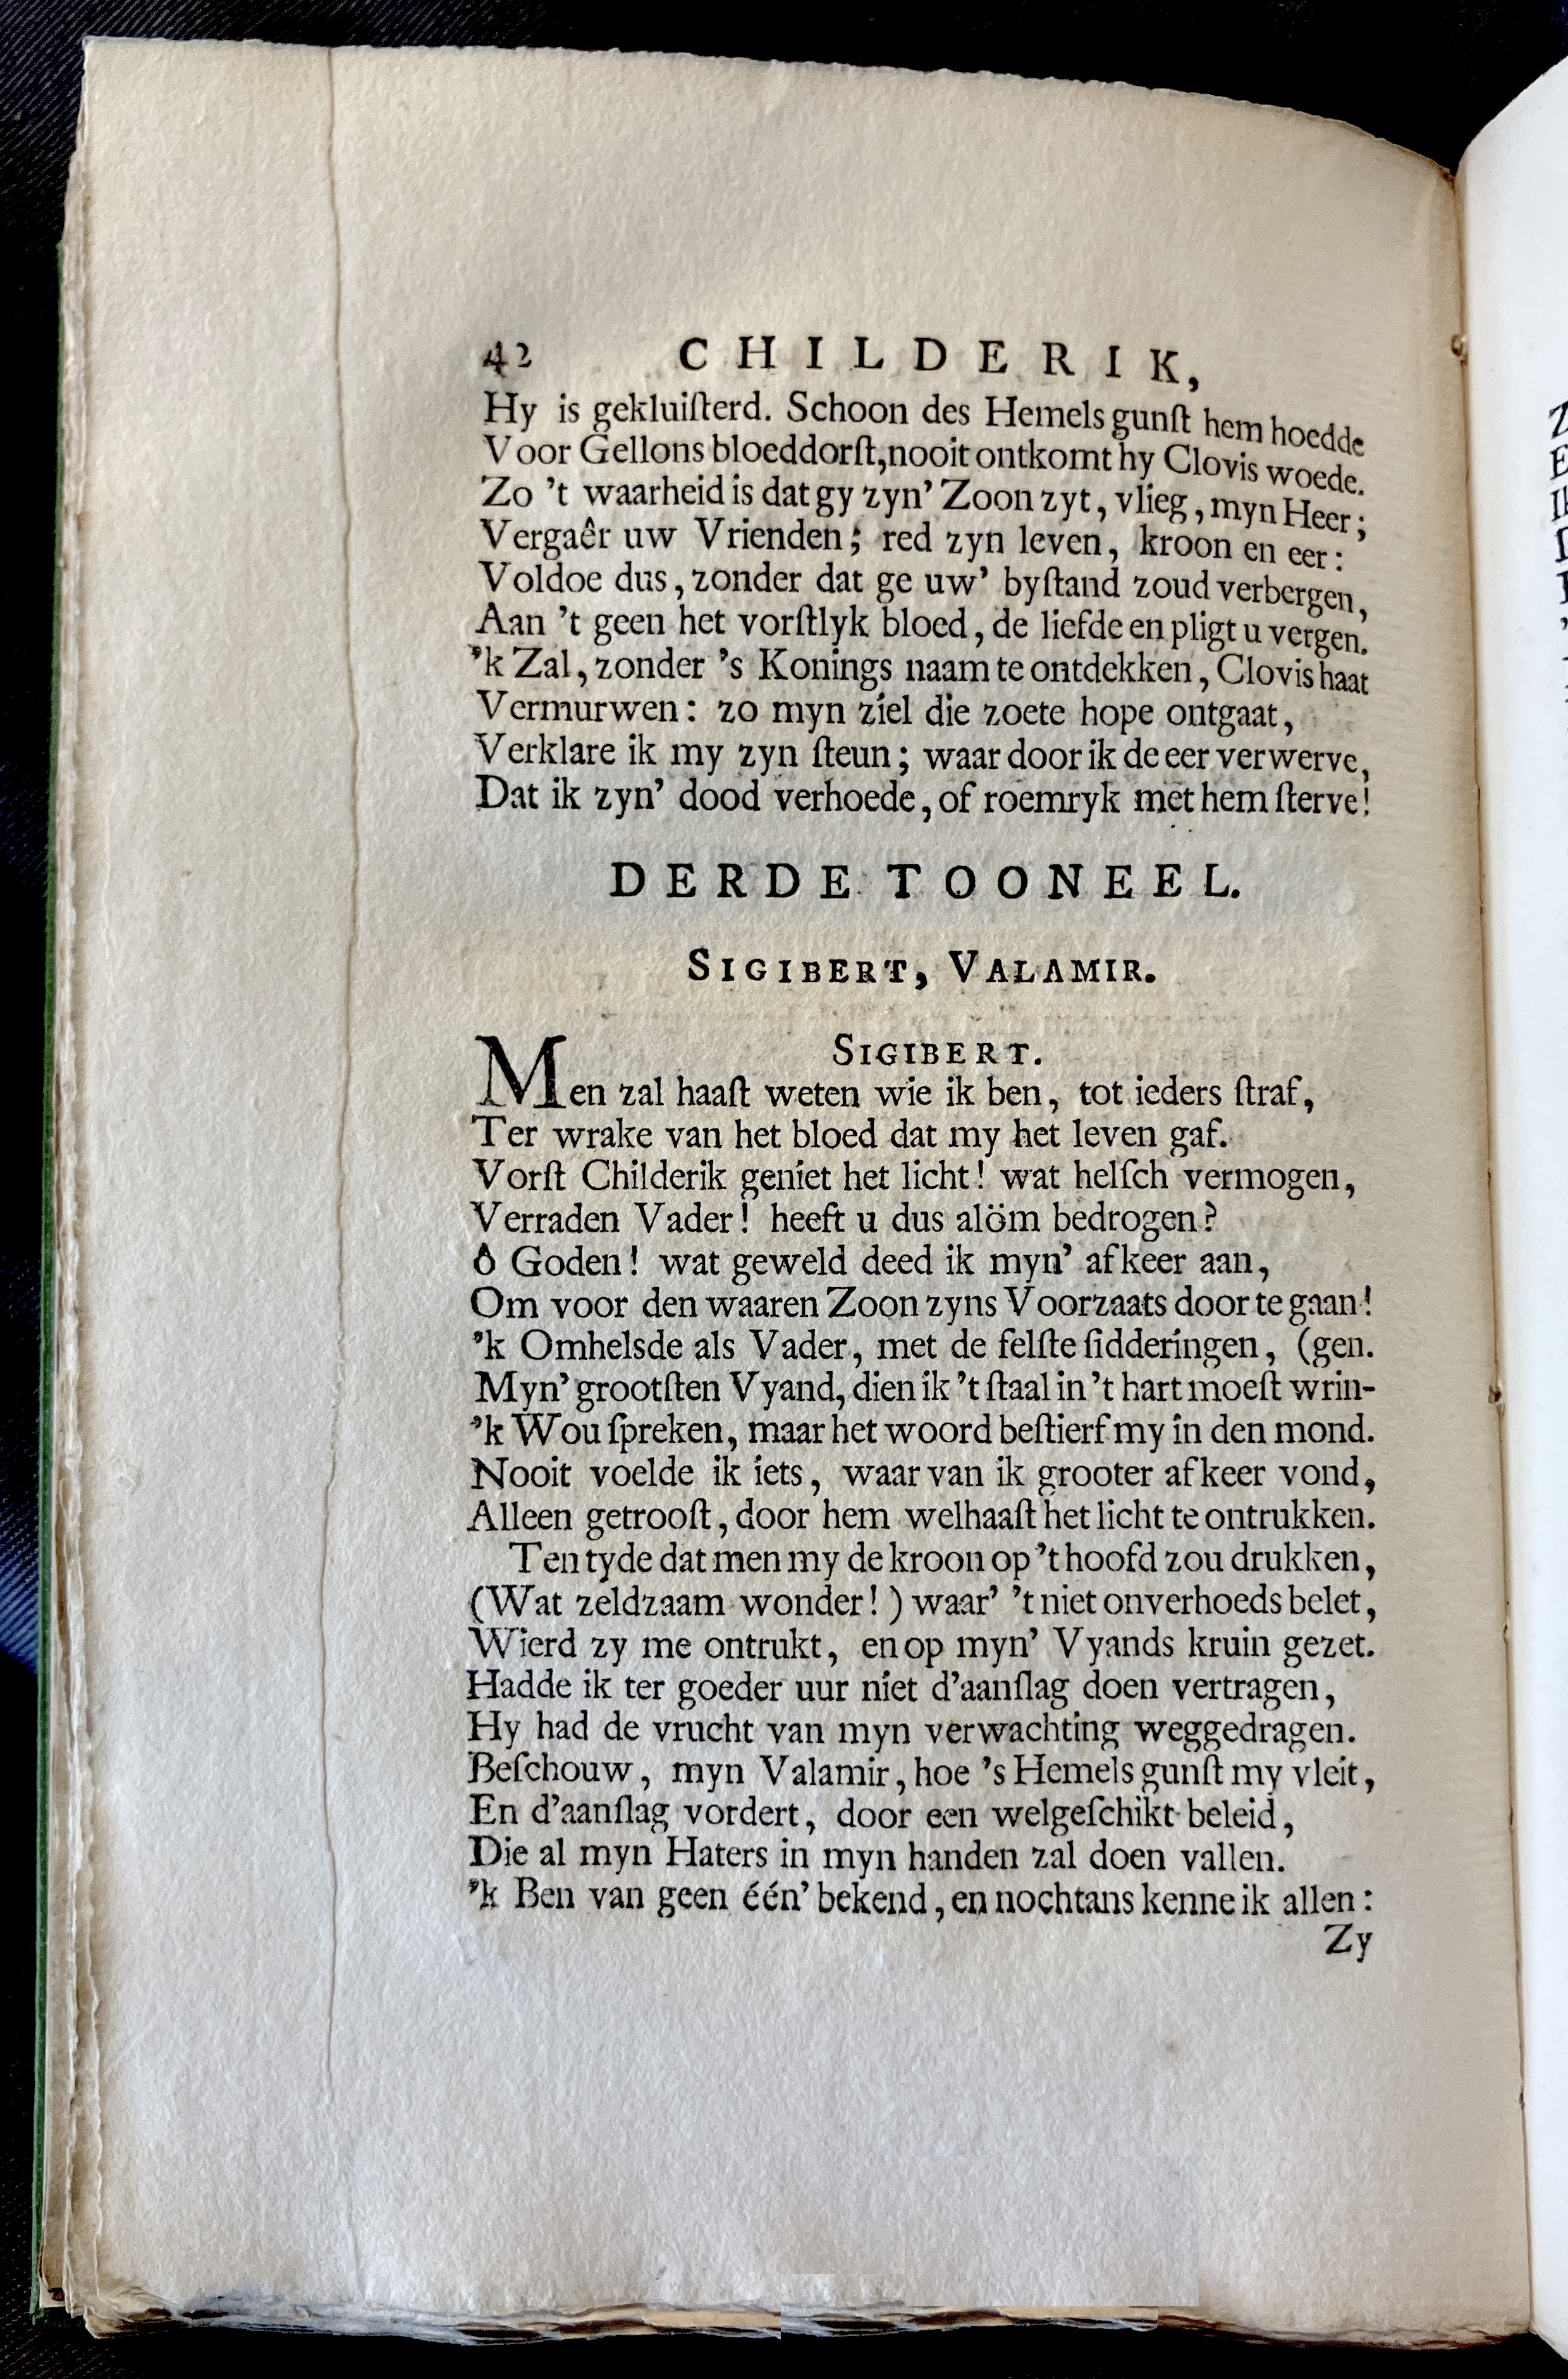 42 CHILDERIK,
Hy is gekluiſterd. Schoon des Hemels gunſt hem hoedde
Voor Gellons bloeddorſt, nooit ontkomt hy Clovis woede.
Zo 't waarheid is dat gy zyn' Zoon zyt, vlieg, myn Heer;
Vergaêr uw Vrienden; red zyn leven, kroon en eer:
Voldoe dus, zonder dat ge uw' byſtand zoud verbergen,
Aan 't geen het vorſtlyk bloed, de liefde en pligt u vergen.
'k Zal, zonder 's Konings naam te ontdekken, Clovis haat
Vermurwen: zo myn ziel die zoete hope ontgaat,
Verklare ik my zyn ſteun; waar door ik de eer verwerve,
Dat ik zyn' dood verhoede, of roemryk met hem ſterve!
DERDE TOONEEL.
SIGIBERT, VALAMIR.
SIGIBERT.
Men zal haaſt weten wie ik ben, tot ieders ſtraf,
Ter wrake van het bloed dat my het leven gaf.
Vorſt Childerik geniet het licht! wat helſch vermogen,
Verraden Vader! heeft u dus alöm bedrogen?
ô Goden! wat geweld deed ik myn' afkeer aan,
Om voor den waaren Zoon zyns Voorzaats door te gaan!
'k Omhelsde als Vader, met de felſte ſidderingen, (gen.
Myn' grootſten Vyand, dien ik 't ſtaal in 't hart moeſt wrin-
'k Wou ſpreken, maar het woord beſtierf my in den mond.
Nooit voelde ik iets, waar van ik grooter afkeer vond,
Alleen getrooſt, door hem welhaaſt het licht te ontrukken.
Ten tyde dat men my de kroon op 't hoofd zou drukken,
(Wat zeldzaam wonder!) waar' 't niet onverhoeds belet,
Wierd zy me ontrukt, en op myn' Vyands kruin gezet.
Hadde ik ter goeder uur niet d'aanſlag doen vertragen,
Hy had de vrucht van myn verwachting weggedragen.
Beſchouw, myn Valamir, hoe 's Hemels gunſt my vleit,
En d'aanſlag vordert, door een welgeſchikt beleid,
Die al myn Haters in myn handen zal doen vallen.
'k Ben van geen één' bekend, en nochtans kenne ik allen:
Zy